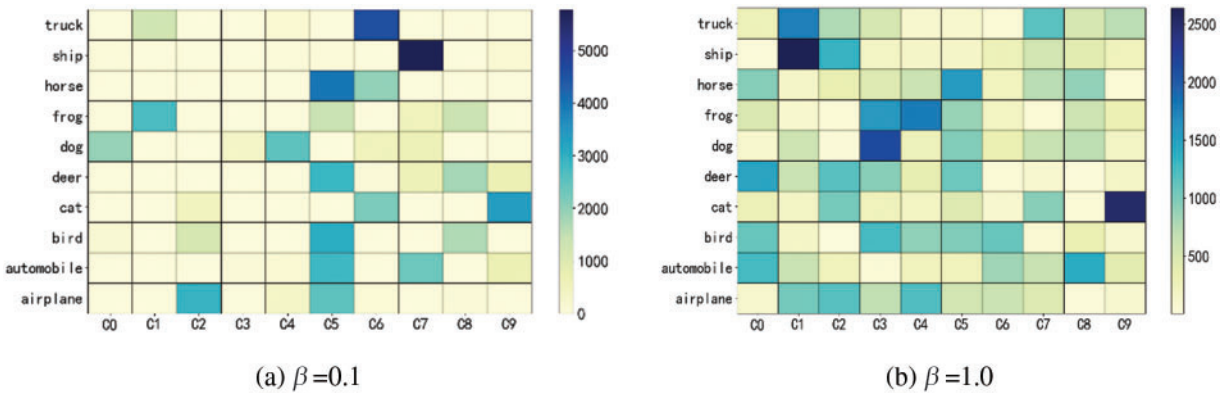 truck
ship
horse
frog
dog
deer
cat
bird
automobile
airplane
C0 C1 C2 C3 C4 C5 C6 C7 C8 C9
5000
4000
3000
2000
1000
0
(a) β=0.1
truck
ship
horse
frog
dog
deer
cat
bird
automobile
airplane
C0 C1 C2 C3 C4 C5 C6 C7 C8 C9
2500
2000
1500
1000
500
(b) β=1.0